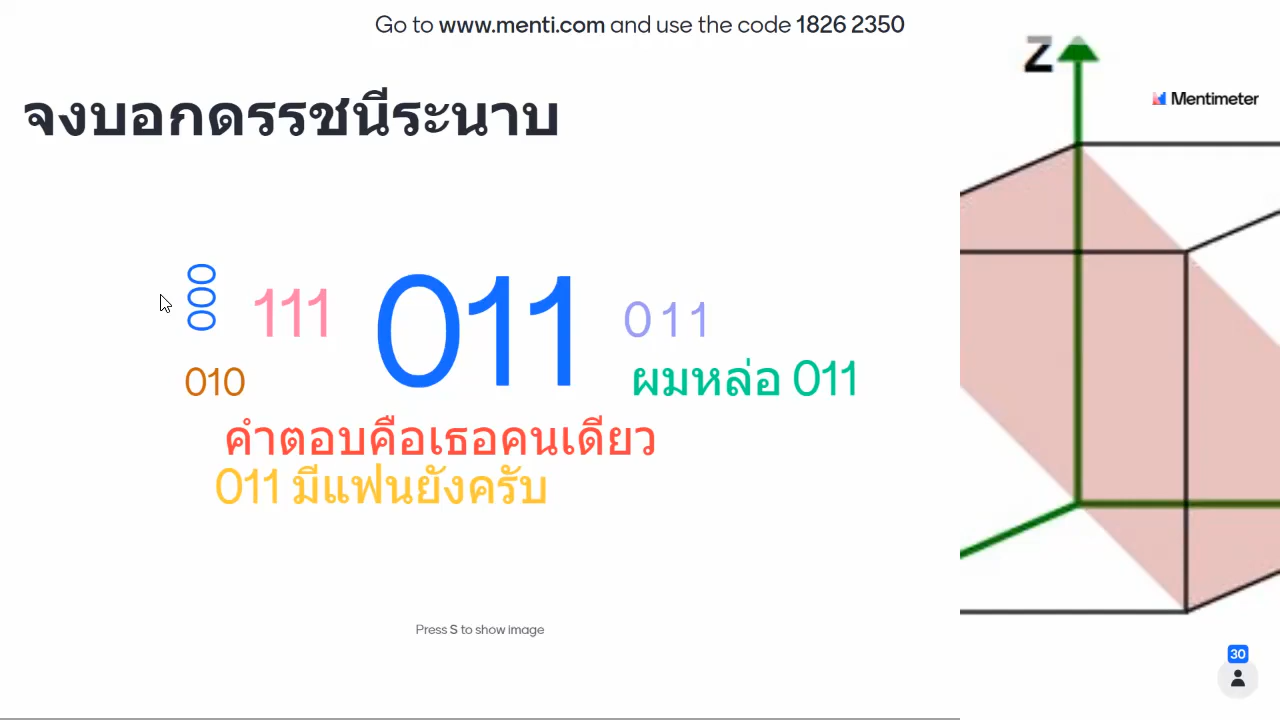 Go to www.menti.com and use the code 1826 2350
Z
Mentimeter
จงบอกดรรชนีระนาบ
000
111
011
0 1 1
010
ผมหล่อ 011
คำตอบคือเธอคนเดียว
011 มีแฟนยังครับ
Press S to show image
30